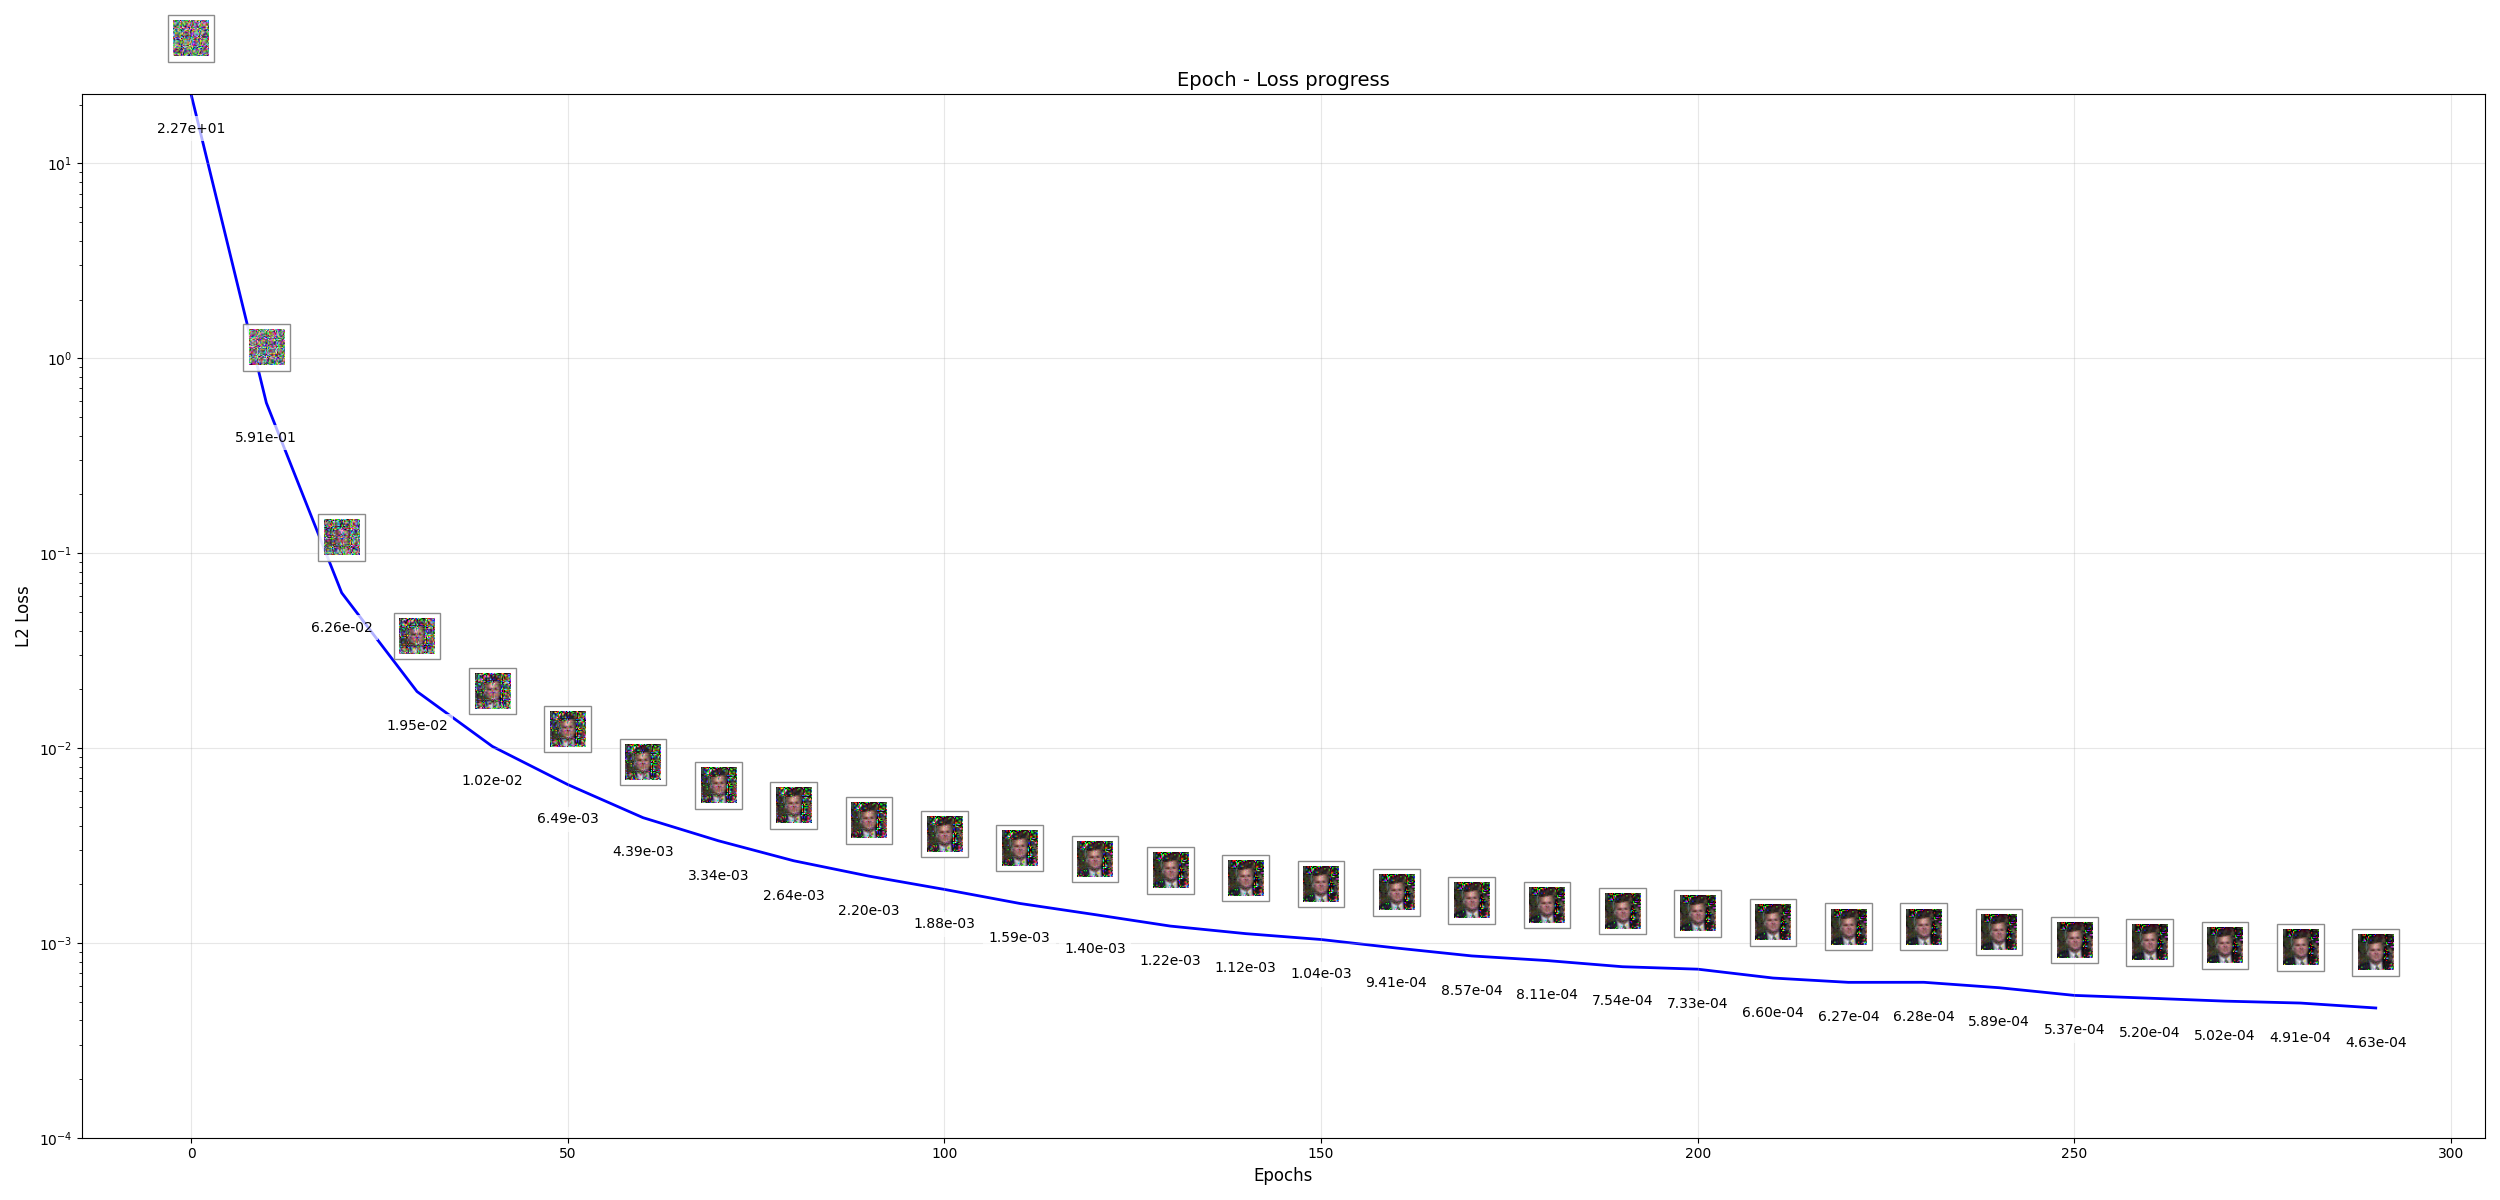 Epoch - Loss progress
L2 Loss
10¹
10⁰
10⁻¹
10⁻²
10⁻³
10⁻⁴
2.27e+01
5.91e-01
6.26e-02
1.95e-02
1.02e-02
6.49e-03
4.39e-03
3.34e-03
2.64e-03
2.20e-03
1.88e-03
1.59e-03
1.40e-03
1.22e-03
1.12e-03
1.04e-03
9.41e-04
8.57e-04
8.11e-04
7.54e-04
7.33e-04
6.60e-04
6.27e-04
6.28e-04
5.89e-04
5.37e-04
5.20e-04
5.02e-04
4.91e-04
4.63e-04
0 50 100 150 200 250 300
Epochs